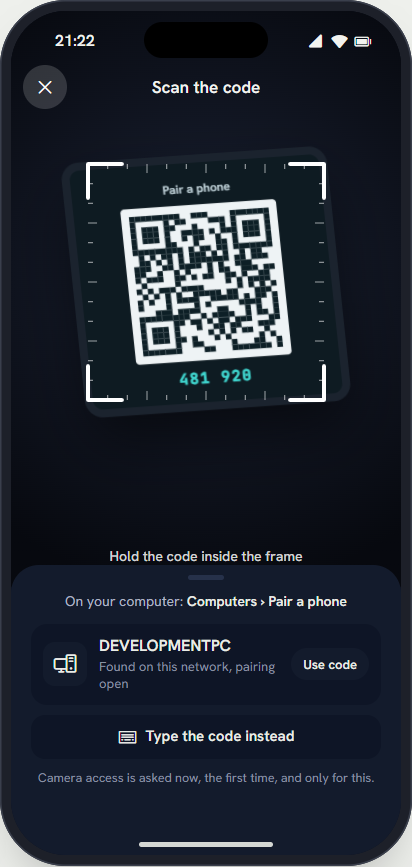 21:22
Scan the code
Pair a phone
481 920
Hold the code inside the frame
On your computer: Computers › Pair a phone
DEVELOPMENTPC
Found on this network, pairing
open
Use code
Type the code instead
Camera access is asked now, the first time, and only for this.